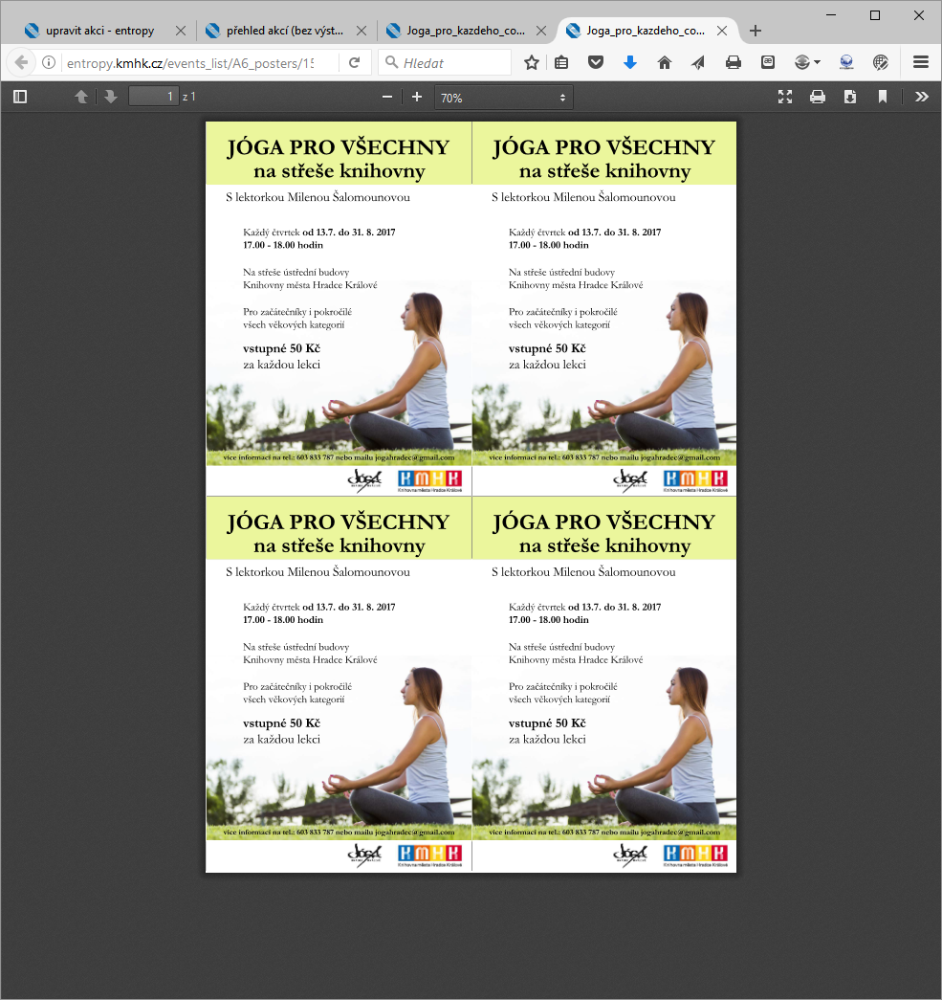 upravit akci - entropy
přehled akcí (bez výst...
Joga_pro_kazdeho_co...
Joga_pro_kazdeho_co...
entropy.kmhk.cz/events_list/A6_posters/15
Hledat
1 z 1
70%
JÓGA PRO VŠECHNY
na střeše knihovny
S lektorkou Milenou Šalomounovou
Každý čtvrtek od 13.7. do 31. 8. 2017
17.00 - 18.00 hodin
Na střeše ústřední budovy
Knihovny města Hradce Králové
Pro začátečníky i pokročilé
všech věkových kategorií
vstupné 50 Kč
za každou lekci
více informací na tel.: 603 833 787 nebo mailu jogahradec@gmail.com
JóGA
KMHK
Knihovna města Hradce Králové
JÓGA PRO VŠECHNY
na střeše knihovny
S lektorkou Milenou Šalomounovou
Každý čtvrtek od 13.7. do 31. 8. 2017
17.00 - 18.00 hodin
Na střeše ústřední budovy
Knihovny města Hradce Králové
Pro začátečníky i pokročilé
všech věkových kategorií
vstupné 50 Kč
za každou lekci
více informací na tel.: 603 833 787 nebo mailu jogahradec@gmail.com
JóGA
KMHK
Knihovna města Hradce Králové
JÓGA PRO VŠECHNY
na střeše knihovny
S lektorkou Milenou Šalomounovou
Každý čtvrtek od 13.7. do 31. 8. 2017
17.00 - 18.00 hodin
Na střeše ústřední budovy
Knihovny města Hradce Králové
Pro začátečníky i pokročilé
všech věkových kategorií
vstupné 50 Kč
za každou lekci
více informací na tel.: 603 833 787 nebo mailu jogahradec@gmail.com
JóGA
KMHK
Knihovna města Hradce Králové
JÓGA PRO VŠECHNY
na střeše knihovny
S lektorkou Milenou Šalomounovou
Každý čtvrtek od 13.7. do 31. 8. 2017
17.00 - 18.00 hodin
Na střeše ústřední budovy
Knihovny města Hradce Králové
Pro začátečníky i pokročilé
všech věkových kategorií
vstupné 50 Kč
za každou lekci
více informací na tel.: 603 833 787 nebo mailu jogahradec@gmail.com
JóGA
KMHK
Knihovna města Hradce Králové